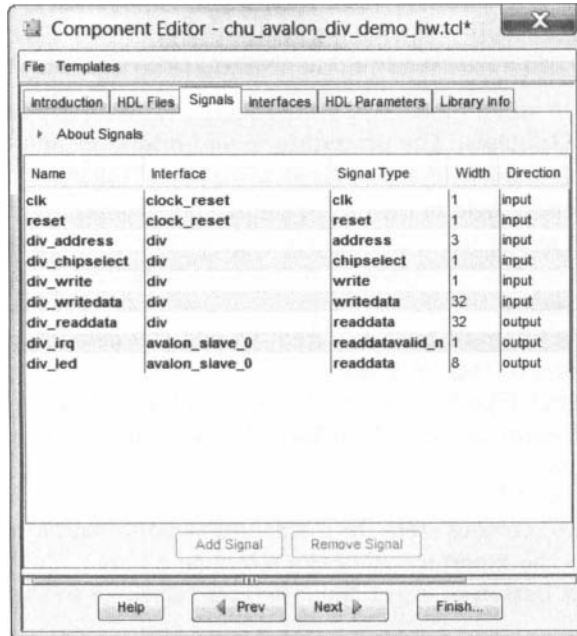 Component Editor - chu_avalon_div_demo_hw.tcl*
File Templates
Introduction HDL Files Signals Interfaces HDL Parameters Library Info
About Signals
Name Interface Signal Type Width Direction
clk clock_reset clk 1 input
reset clock_reset reset 1 input
div_address div address 3 input
div_chipselect div chipselect 1 input
div_write div write 1 input
div_writedata div writedata 32 input
div_readdata div readdata 32 output
div_irq avalon_slave_0 readdatavalid_n 1 output
div_led avalon_slave_0 readdata 8 output
Add Signal Remove Signal
Help Prev Next Finish...